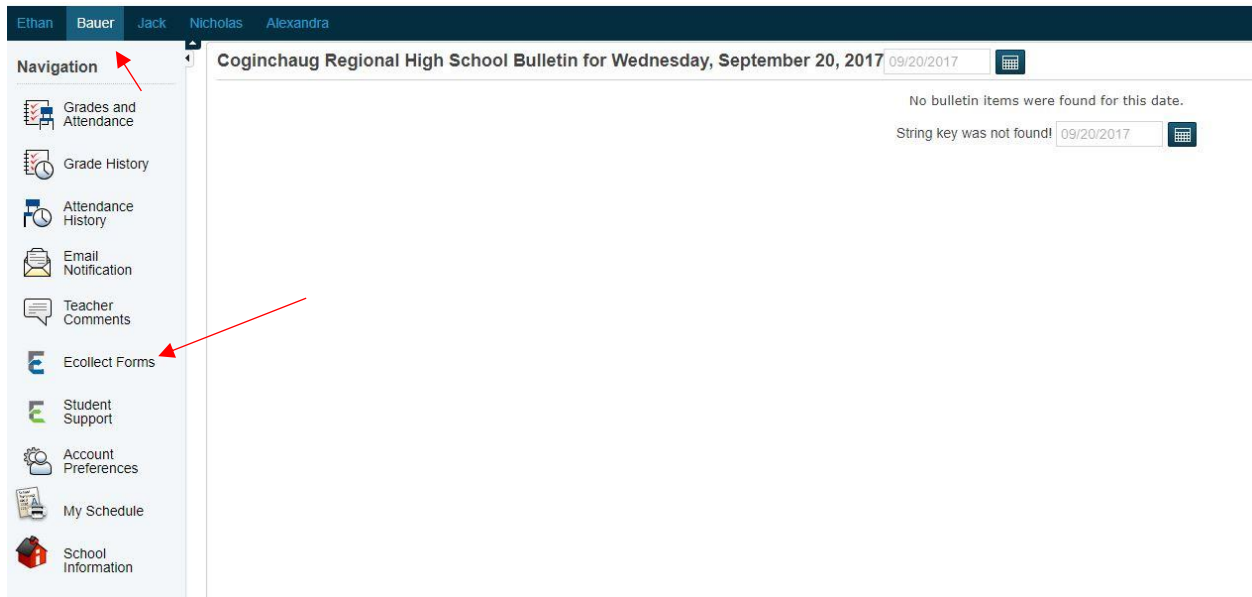 Ethan Bauer Jack Nicholas Alexandra
Navigation
Grades and
Attendance
Grade History
Attendance
History
Email
Notification
Teacher
Comments
Ecollect Forms
Student
Support
Account
Preferences
My Schedule
School
Information
Coginchaug Regional High School Bulletin for Wednesday, September 20, 2017 09/20/2017
No bulletin items were found for this date.
String key was not found! 09/20/2017